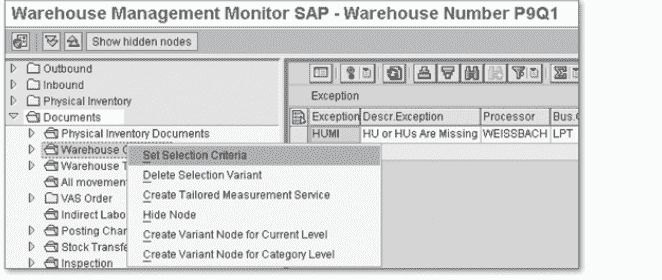 Warehouse Management Monitor SAP - Warehouse Number P9Q1
Show hidden nodes
Outbound
Inbound
Physical Inventory
Documents
Physical Inventory Documents
Warehouse
Warehouse
All movemen
VAS Order
Indirect Labo
Posting Char
Stock Transfe
Inspection
Set Selection Criteria
Delete Selection Variant
Create Tailored Measurement Service
Hide Node
Create Variant Node for Current Level
Create Variant Node for Category Level
Exception
Exception Descr.Exception Processor Bus.
HUMI HU or HUs Are Missing WEISSBACH LPT